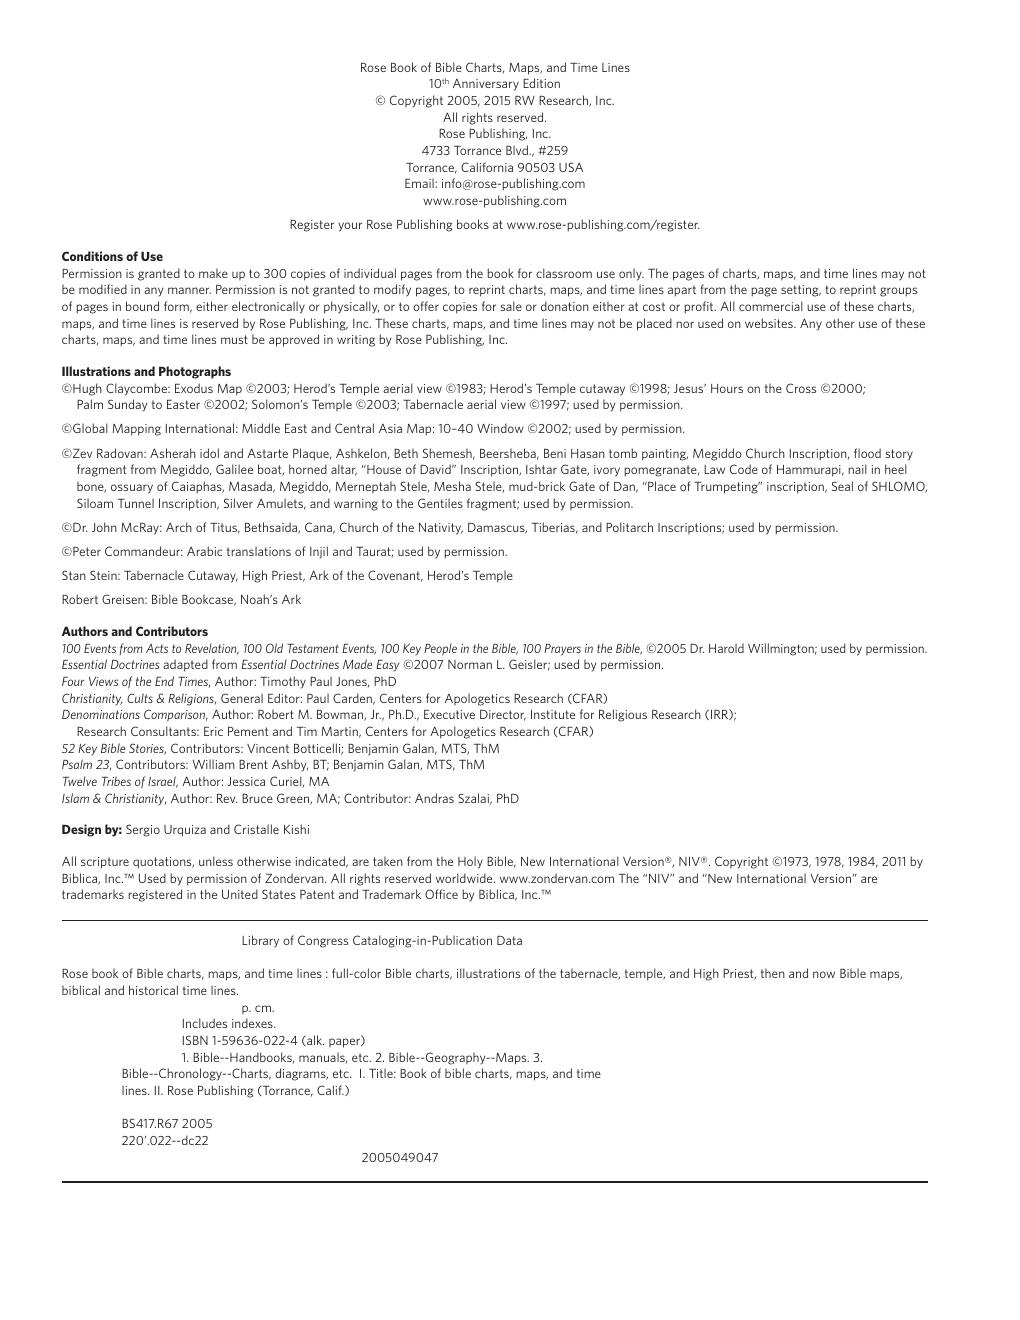 Rose Book of Bible Charts, Maps, and Time Lines
10th Anniversary Edition
© Copyright 2005, 2015 RW Research, Inc.
All rights reserved.
Rose Publishing, Inc.
4733 Torrance Blvd., #259
Torrance, California 90503 USA
Email: info@rose-publishing.com
www.rose-publishing.com
Register your Rose Publishing books at www.rose-publishing.com/register.
Conditions of Use
Permission is granted to make up to 300 copies of individual pages from the book for classroom use only. The pages of charts, maps, and time lines may not
be modified in any manner. Permission is not granted to modify pages, to reprint charts, maps, and time lines apart from the page setting, to reprint groups
of pages in bound form, either electronically or physically, or to offer copies for sale or donation either at cost or profit. All commercial use of these charts,
maps, and time lines is reserved by Rose Publishing, Inc. These charts, maps, and time lines may not be placed nor used on websites. Any other use of these
charts, maps, and time lines must be approved in writing by Rose Publishing, Inc.
Illustrations and Photographs
©Hugh Claycombe: Exodus Map ©2003; Herod’s Temple aerial view ©1983; Herod’s Temple cutaway ©1998; Jesus’ Hours on the Cross ©2000;
Palm Sunday to Easter ©2002; Solomon’s Temple ©2003; Tabernacle aerial view ©1997; used by permission.
©Global Mapping International: Middle East and Central Asia Map: 10–40 Window ©2002; used by permission.
©Zev Radovan: Asherah idol and Astarte Plaque, Ashkelon, Beth Shemesh, Beersheba, Beni Hasan tomb painting, Megiddo Church Inscription, flood story
fragment from Megiddo, Galilee boat, horned altar, “House of David” Inscription, Ishtar Gate, ivory pomegranate, Law Code of Hammurapi, nail in heel
bone, ossuary of Caiaphas, Masada, Megiddo, Merneptah Stele, Mesha Stele, mud-brick Gate of Dan, “Place of Trumpeting” inscription, Seal of SHLOMO,
Siloam Tunnel Inscription, Silver Amulets, and warning to the Gentiles fragment; used by permission.
©Dr. John McRay: Arch of Titus, Bethsaida, Cana, Church of the Nativity, Damascus, Tiberias, and Politarch Inscriptions; used by permission.
©Peter Commandeur: Arabic translations of Injil and Taurat; used by permission.
Stan Stein: Tabernacle Cutaway, High Priest, Ark of the Covenant, Herod’s Temple
Robert Greisen: Bible Bookcase, Noah’s Ark
Authors and Contributors
100 Events from Acts to Revelation, 100 Old Testament Events, 100 Key People in the Bible, 100 Prayers in the Bible, ©2005 Dr. Harold Willmington; used by permission.
Essential Doctrines adapted from Essential Doctrines Made Easy ©2007 Norman L. Geisler; used by permission.
Four Views of the End Times, Author: Timothy Paul Jones, PhD
Christianity, Cults & Religions, General Editor: Paul Carden, Centers for Apologetics Research (CFAR)
Denominations Comparison, Author: Robert M. Bowman, Jr., Ph.D., Executive Director, Institute for Religious Research (IRR);
Research Consultants: Eric Pement and Tim Martin, Centers for Apologetics Research (CFAR)
52 Key Bible Stories, Contributors: Vincent Botticelli; Benjamin Galan, MTS, ThM
Psalm 23, Contributors: William Brent Ashby, BT; Benjamin Galan, MTS, ThM
Twelve Tribes of Israel, Author: Jessica Curiel, MA
Islam & Christianity, Author: Rev. Bruce Green, MA; Contributor: Andras Szalai, PhD
Design by: Sergio Urquiza and Cristalle Kishi
All scripture quotations, unless otherwise indicated, are taken from the Holy Bible, New International Version®, NIV®. Copyright ©1973, 1978, 1984, 2011 by
Biblica, Inc.™ Used by permission of Zondervan. All rights reserved worldwide. www.zondervan.com The “NIV” and “New International Version” are
trademarks registered in the United States Patent and Trademark Office by Biblica, Inc.™
Library of Congress Cataloging-in-Publication Data
Rose book of Bible charts, maps, and time lines : full-color Bible charts, illustrations of the tabernacle, temple, and High Priest, then and now Bible maps,
biblical and historical time lines.
p. cm.
Includes indexes.
ISBN 1-59636-022-4 (alk. paper)
1. Bible--Handbooks, manuals, etc. 2. Bible--Geography--Maps. 3.
Bible--Chronology--Charts, diagrams, etc. I. Title: Book of bible charts, maps, and time
lines. II. Rose Publishing (Torrance, Calif.)
BS417.R67 2005
220’.022--dc22
2005049047